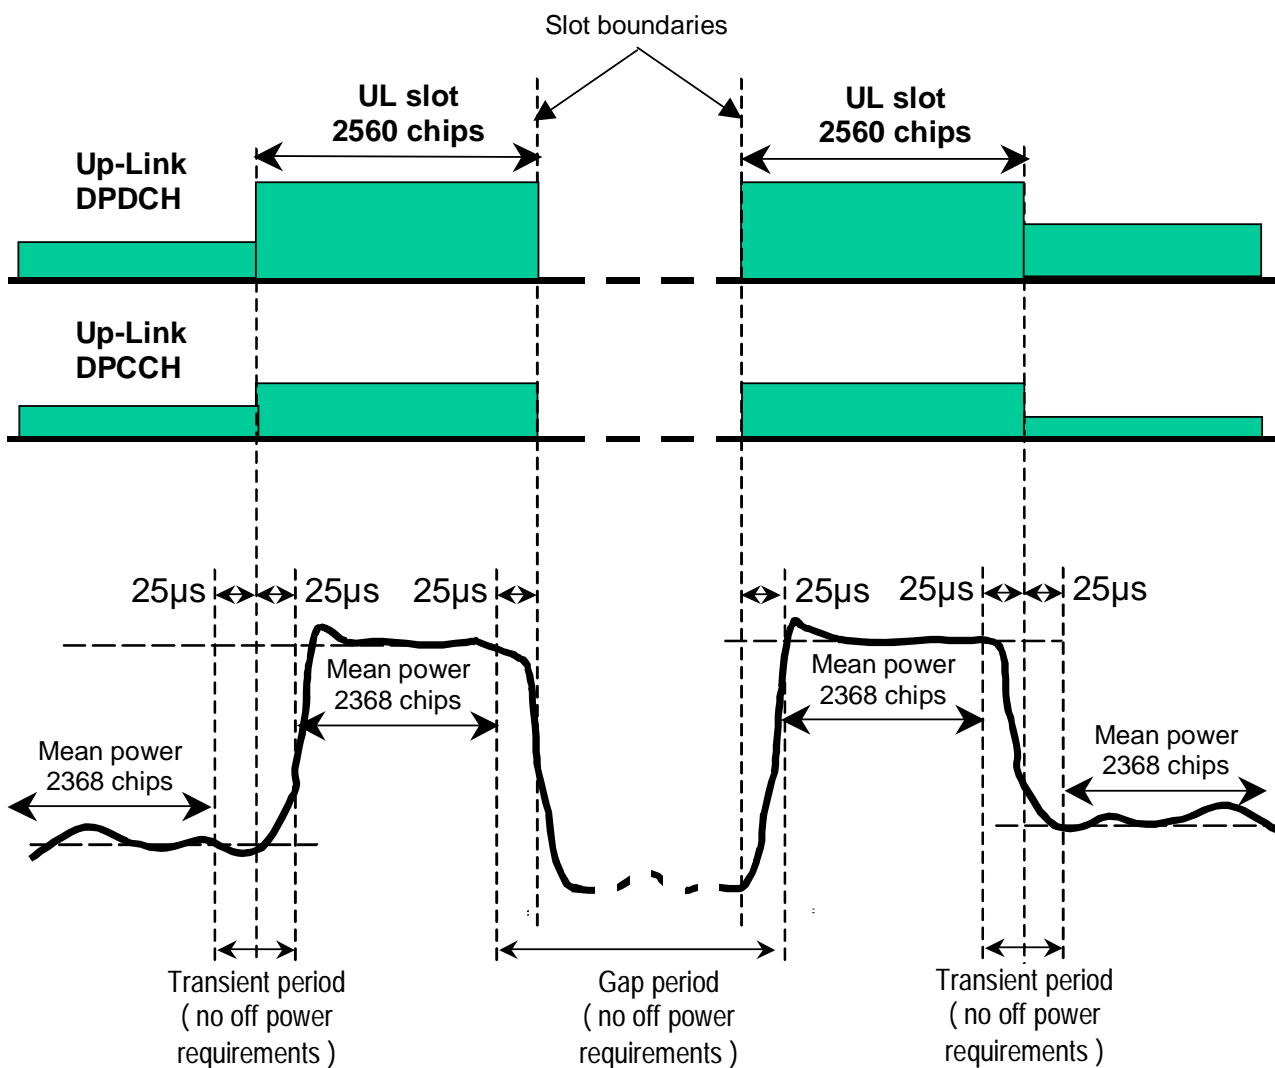 Slot boundaries
UL slot
2560 chips
UL slot
2560 chips
Up-Link
DPDCH
Up-Link
DPCCH
25µs
25µs
25µs
25µs
25µs
25µs
Mean power
2368 chips
Mean power
2368 chips
Mean power
2368 chips
Mean power
2368 chips
Transient period
( no off power
requirements )
Gap period
( no off power
requirements )
Transient period
( no off power
requirements )